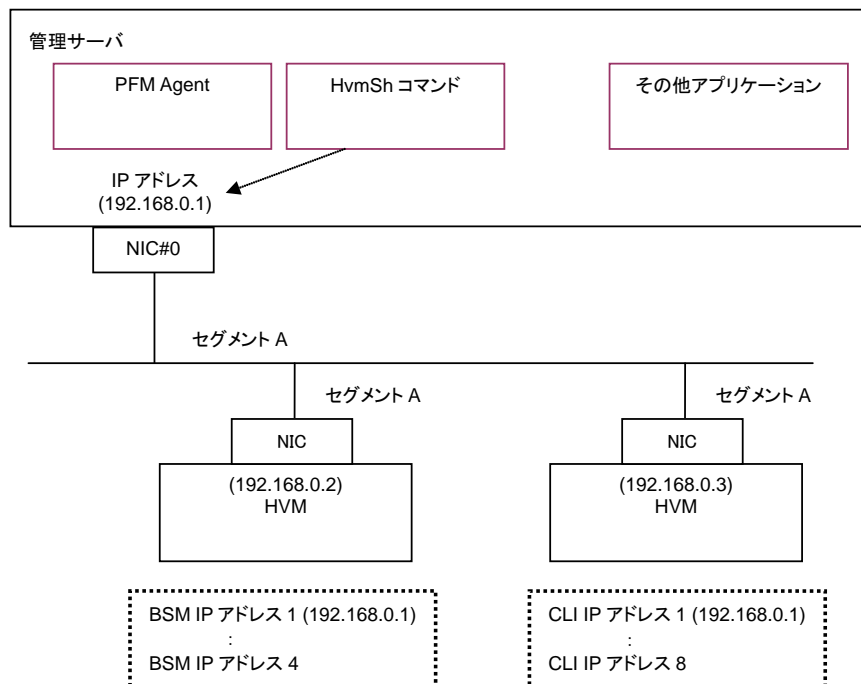 管理サーバ
PFM Agent
HvmSh コマンド
その他アプリケーション
IP アドレス
(192.168.0.1)
NIC#0
セグメント A
セグメント A
セグメント A
NIC
NIC
(192.168.0.2)
HVM
(192.168.0.3)
HVM
BSM IP アドレス 1 (192.168.0.1)
:
BSM IP アドレス 4
CLI IP アドレス 1 (192.168.0.1)
:
CLI IP アドレス 8